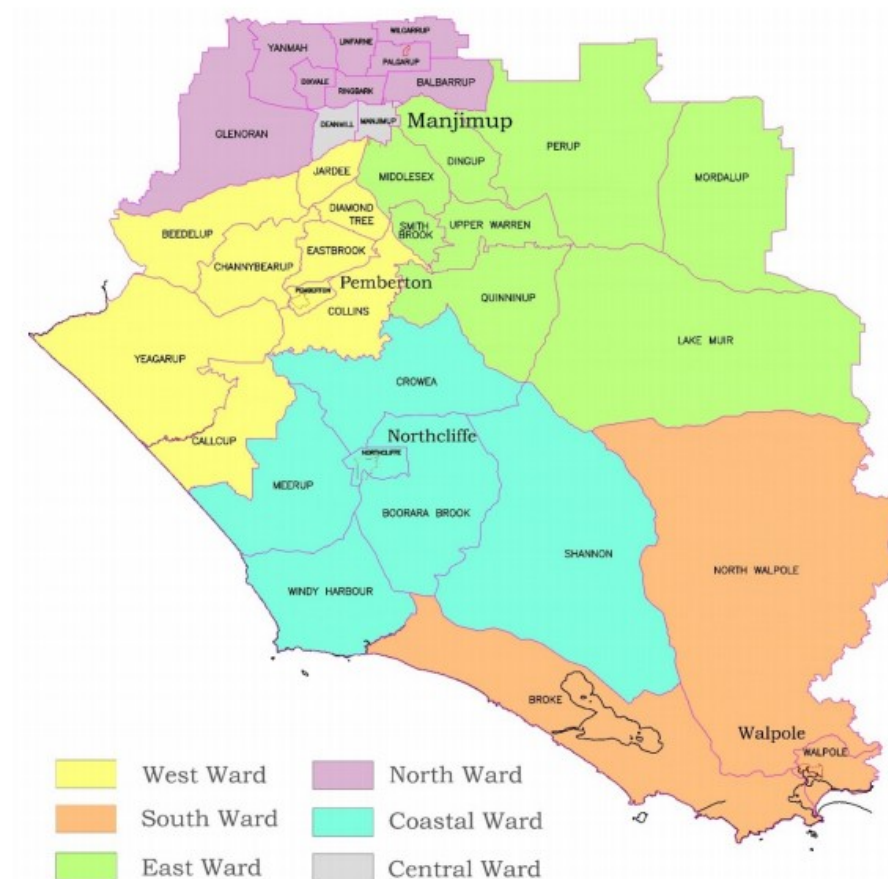 WILGARRUP
YANMAH
LINFARNE
PALGARUP
DIXVALE
RINGBARK
BALBARRUP
GLENORAN
DEANMILL
MANJIMUP
Manjimup
PERUP
DINGUP
JARDEE
MIDDLESEX
MORDALUP
DIAMOND
TREE
BEEDELUP
SMITH
BROOK
UPPER WARREN
EASTBROOK
CHANNYBEARUP
PEMBERTON
Pemberton
QUINNINUP
COLLINS
LAKE MUIR
YEAGARUP
CROWEA
Northcliffe
CALLCUP
NORTHCLIFFE
MEERUP
BOORARA BROOK
SHANNON
NORTH WALPOLE
WINDY HARBOUR
BROKE
Walpole
WALPOLE
West Ward
North Ward
South Ward
Coastal Ward
East Ward
Central Ward